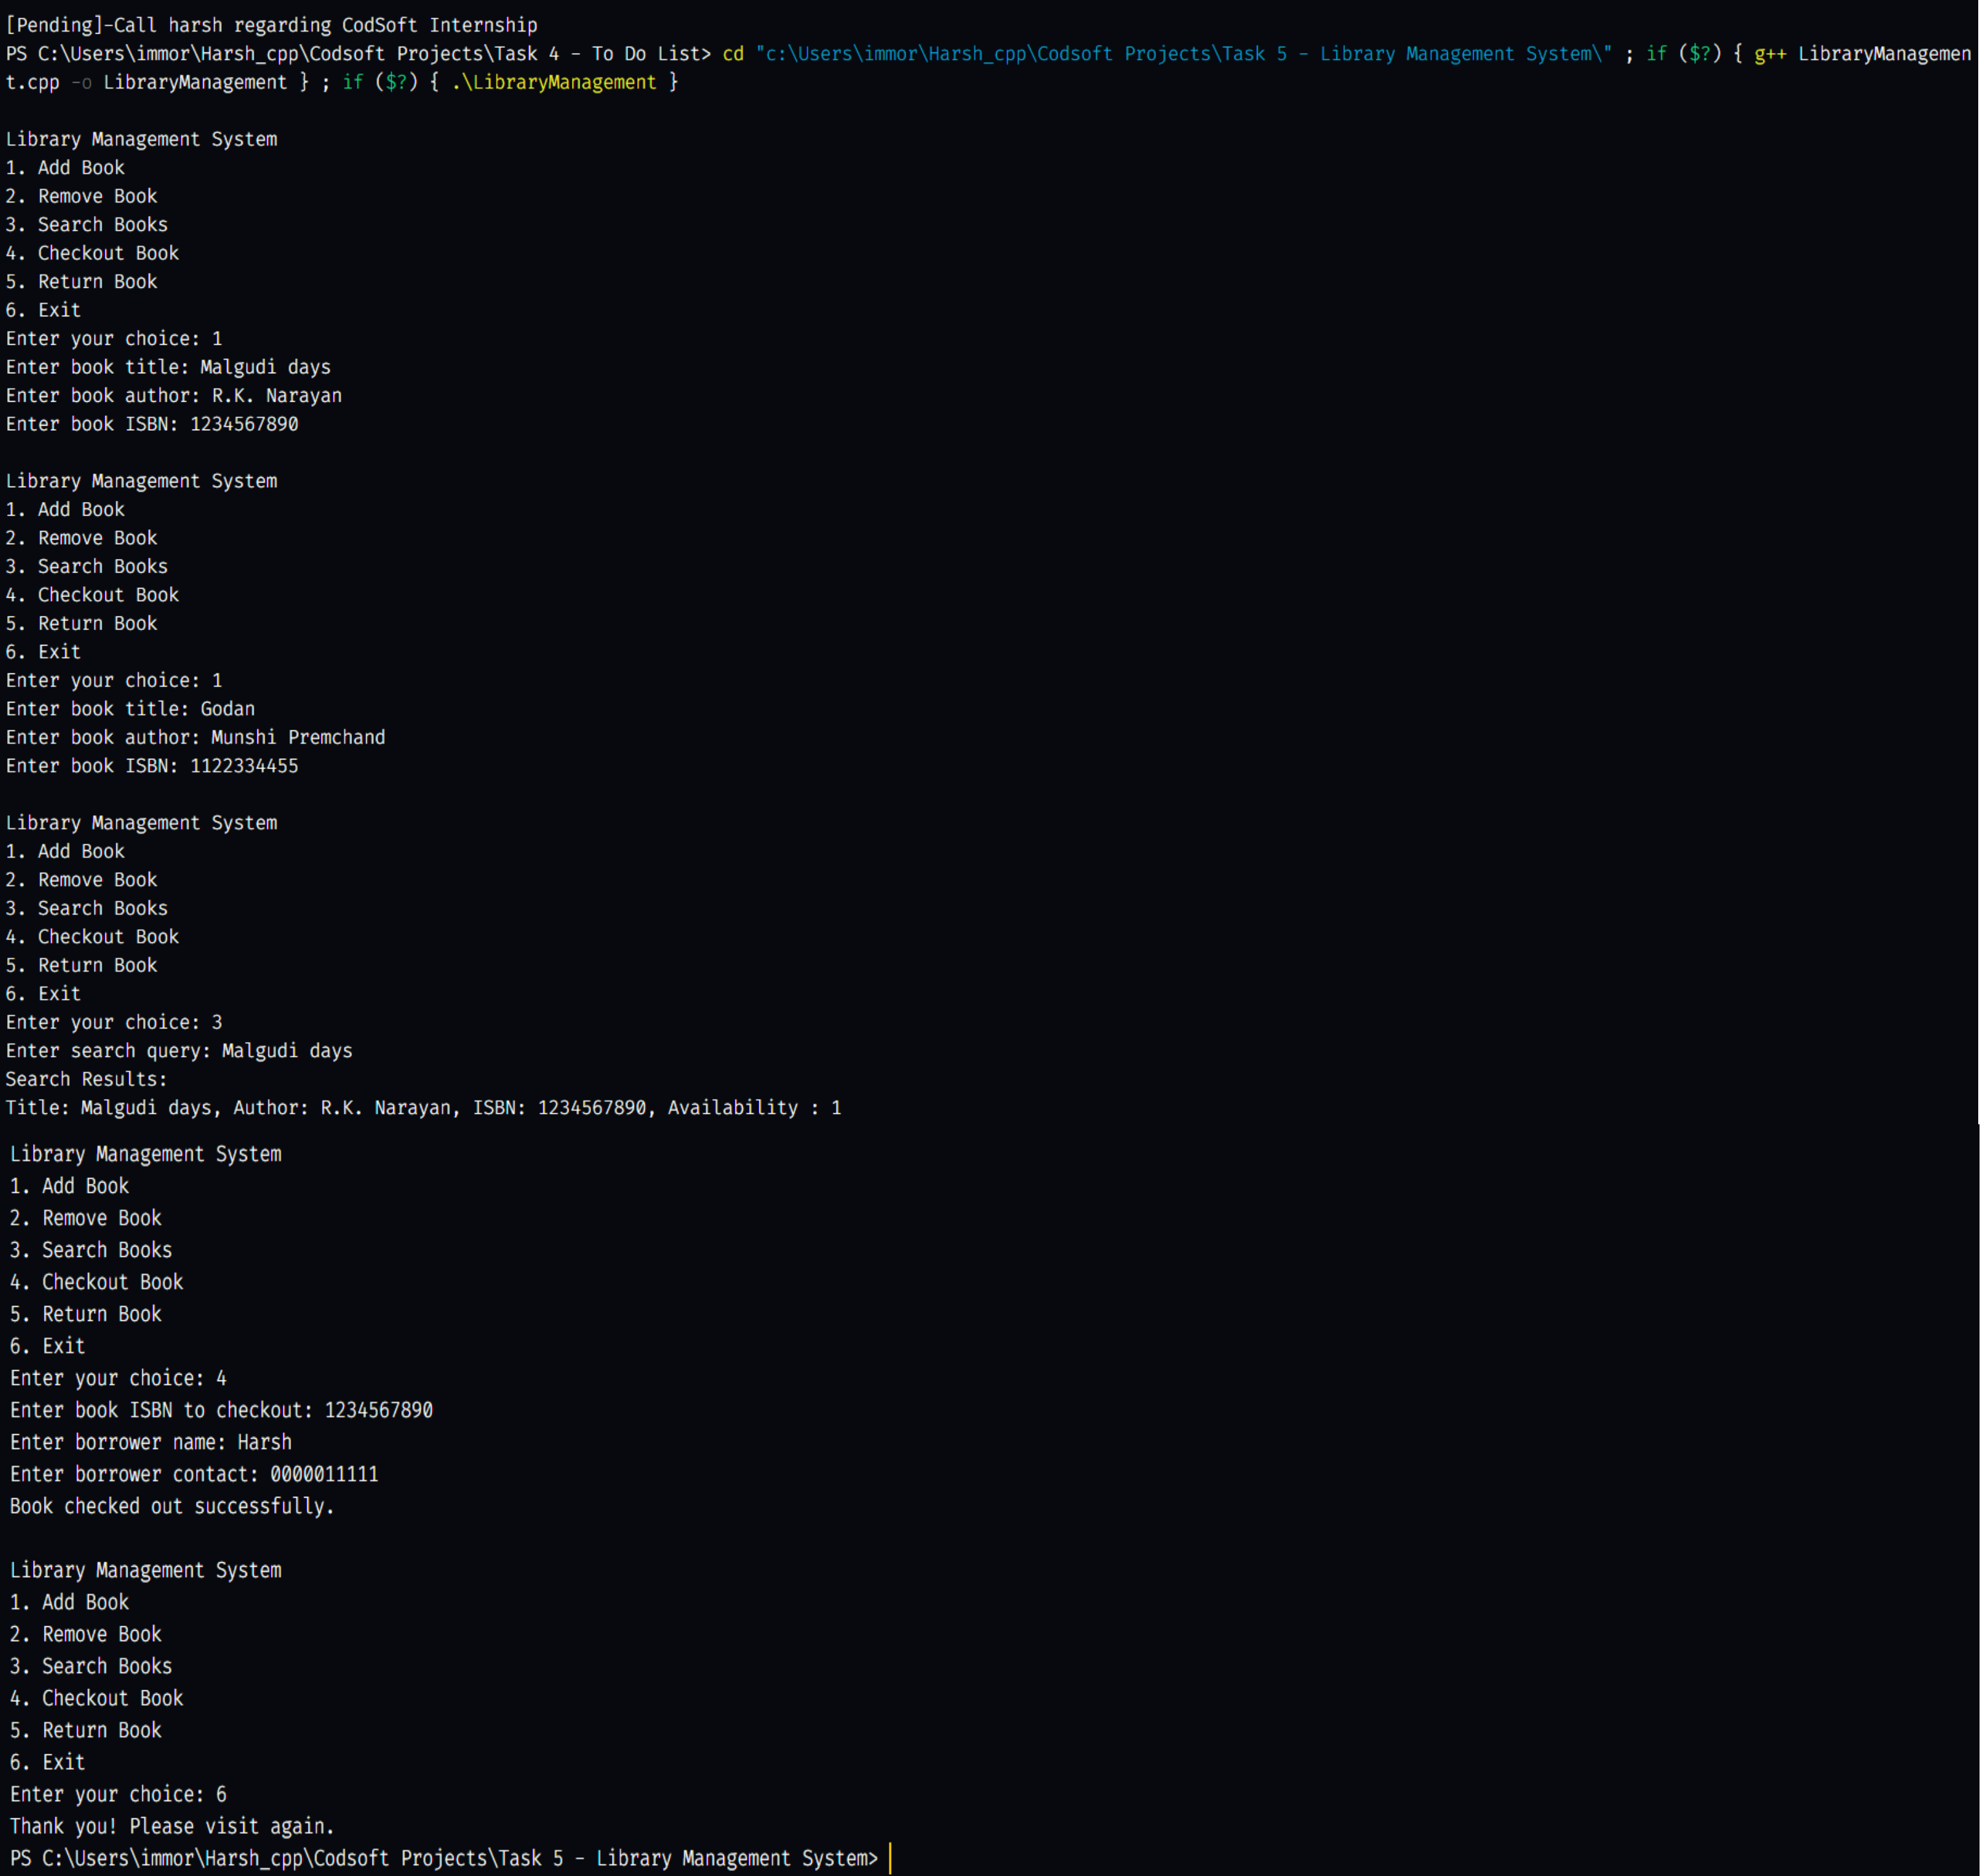 [Pending]-Call harsh regarding CodSoft Internship
PS C:\Users\immor\Harsh_cpp\Codsoft Projects\Task 4 - To Do List> cd "c:\Users\immor\Harsh_cpp\Codsoft Projects\Task 5 - Library Management System\" ; if ($?) { g++ LibraryManagemen
t.cpp -o LibraryManagement } ; if ($?) { .\LibraryManagement }
Library Management System
1. Add Book
2. Remove Book
3. Search Books
4. Checkout Book
5. Return Book
6. Exit
Enter your choice: 1
Enter book title: Malgudi days
Enter book author: R.K. Narayan
Enter book ISBN: 1234567890
Library Management System
1. Add Book
2. Remove Book
3. Search Books
4. Checkout Book
5. Return Book
6. Exit
Enter your choice: 1
Enter book title: Godan
Enter book author: Munshi Premchand
Enter book ISBN: 1122334455
Library Management System
1. Add Book
2. Remove Book
3. Search Books
4. Checkout Book
5. Return Book
6. Exit
Enter your choice: 3
Enter search query: Malgudi days
Search Results:
Title: Malgudi days, Author: R.K. Narayan, ISBN: 1234567890, Availability : 1
Library Management System
1. Add Book
2. Remove Book
3. Search Books
4. Checkout Book
5. Return Book
6. Exit
Enter your choice: 4
Enter book ISBN to checkout: 1234567890
Enter borrower name: Harsh
Enter borrower contact: 0000011111
Book checked out successfully.
Library Management System
1. Add Book
2. Remove Book
3. Search Books
4. Checkout Book
5. Return Book
6. Exit
Enter your choice: 6
Thank you! Please visit again.
PS C:\Users\immor\Harsh_cpp\Codsoft Projects\Task 5 - Library Management System>